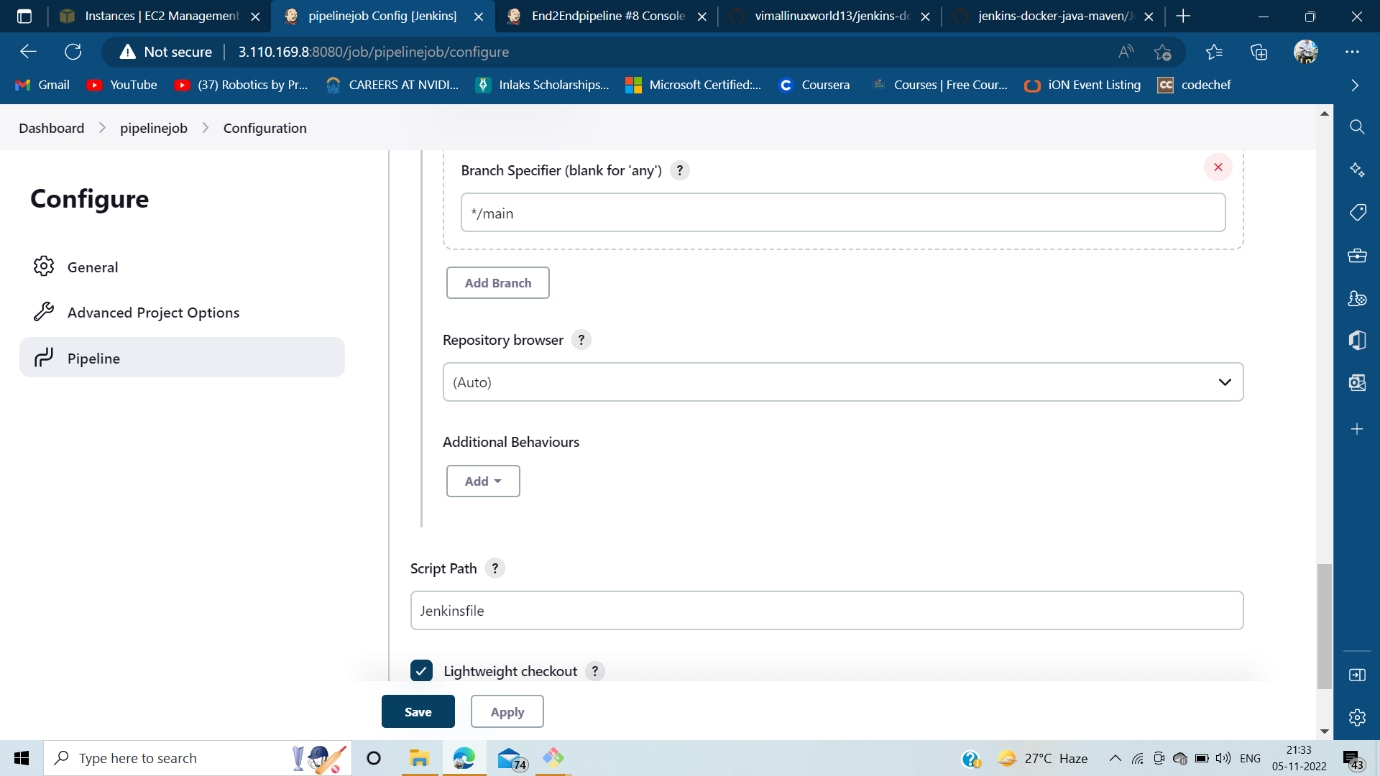 Instances | EC2 Management
pipelinejob Config [Jenkins]
End2Endpipeline #8 Console
vimallinuxworld13/jenkins-do
jenkins-docker-java-maven/J
Not secure
3.110.169.8:8080/job/pipelinejob/configure
Gmail
YouTube
(37) Robotics by Pr...
CAREERS AT NVIDI...
Inlaks Scholarships...
Microsoft Certified:...
Coursera
Courses | Free Cour...
iON Event Listing
CC codechef
Dashboard
pipelinejob
Configuration
Configure
General
Advanced Project Options
Pipeline
Branch Specifier (blank for 'any') ?
*/main
Add Branch
Repository browser ?
(Auto)
Additional Behaviours
Add
Script Path ?
Jenkinsfile
Lightweight checkout ?
Save
Apply
Type here to search
74
27°C Haze
ENG
21:33
05-11-2022
43